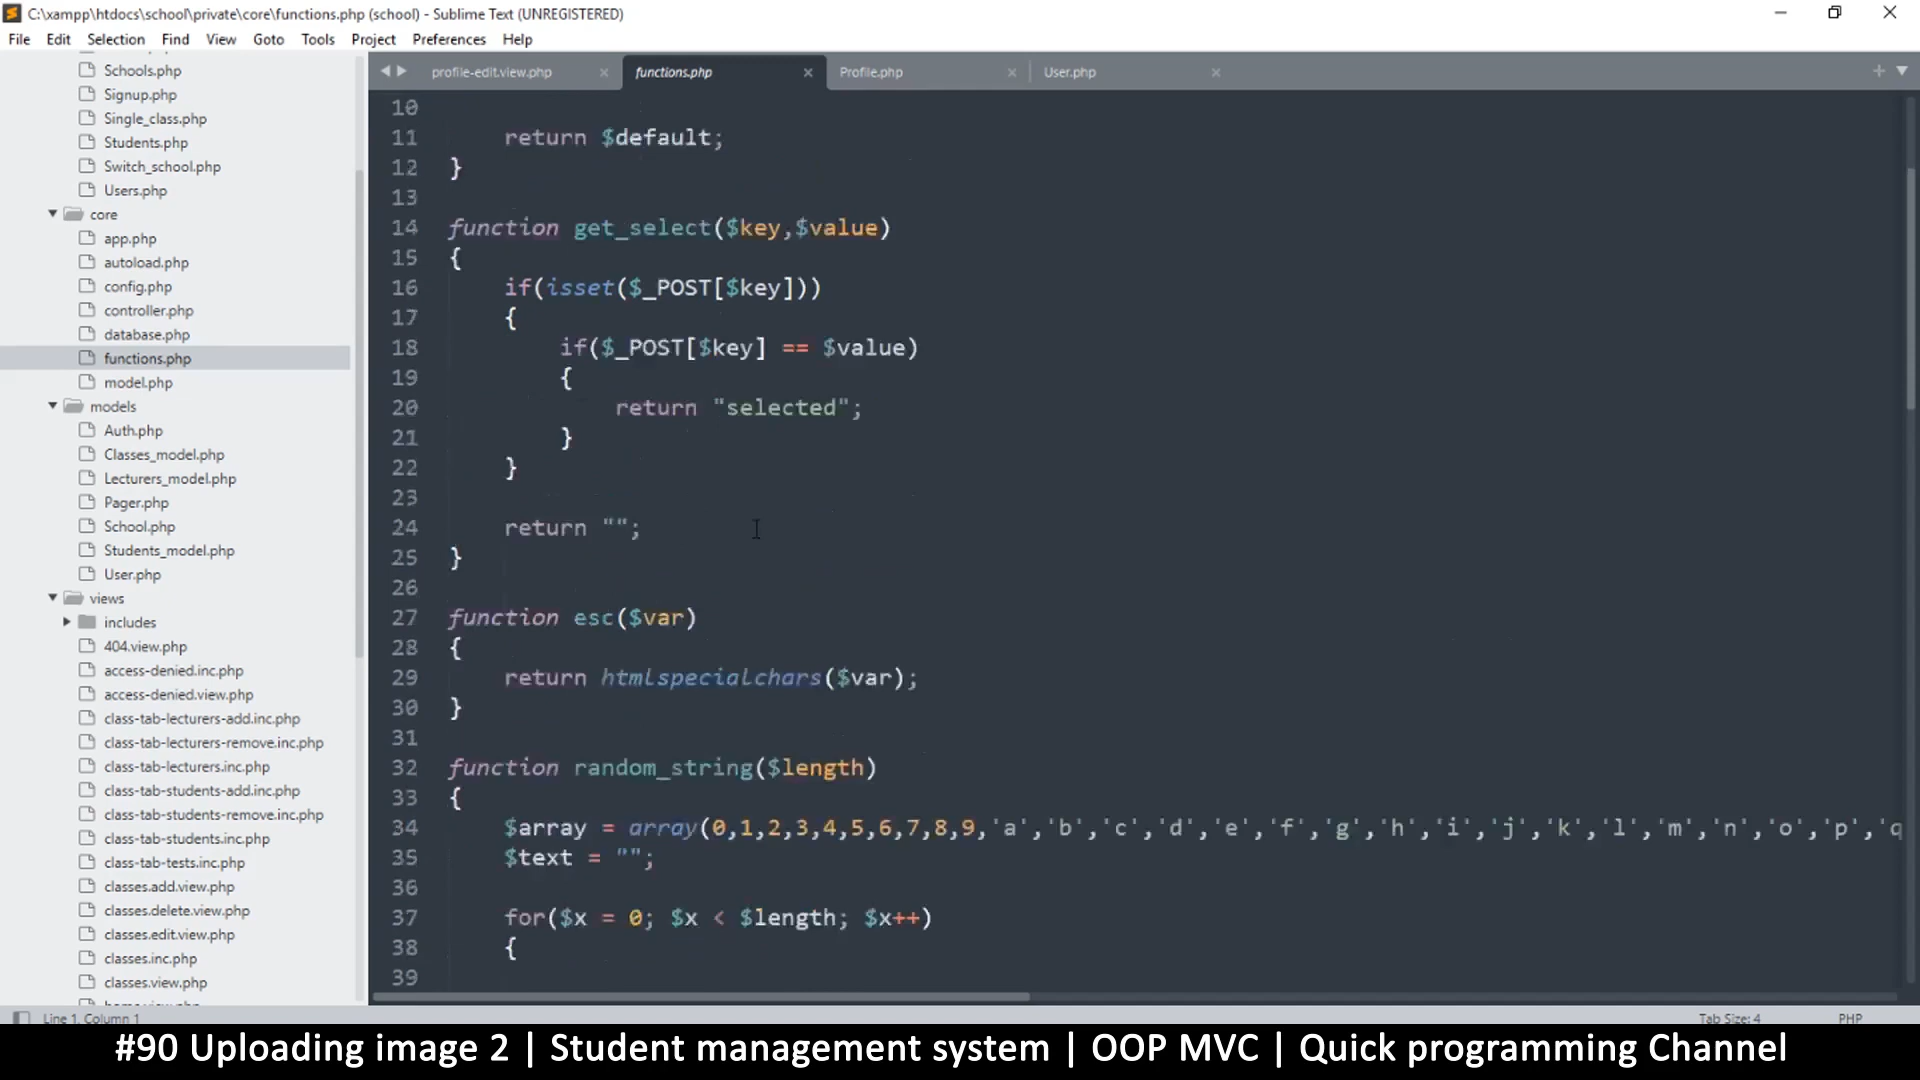 C:\xampp\htdocs\school\private\core\functions.php (school) - Sublime Text (UNREGISTERED)
File Edit Selection Find View Goto Tools Project Preferences Help
Schools.php
Signup.php
Single_class.php
Students.php
Switch_school.php
Users.php
core
app.php
autoload.php
config.php
controller.php
database.php
functions.php
model.php
models
Auth.php
Classes_model.php
Lecturers_model.php
Pager.php
School.php
Students_model.php
User.php
views
includes
404.view.php
access-denied.inc.php
access-denied.view.php
class-tab-lecturers-add.inc.php
class-tab-lecturers-remove.inc.php
class-tab-lecturers.inc.php
class-tab-students-add.inc.php
class-tab-students-remove.inc.php
class-tab-students.inc.php
class-tab-tests.inc.php
classes.add.view.php
classes.delete.view.php
classes.edit.view.php
classes.inc.php
classes.view.php
profile-edit.view.php functions.php Profile.php User.php
10
11 return $default;
12 }
13
14 function get_select($key,$value)
15 {
16 if(isset($_POST[$key]))
17 {
18 if($_POST[$key] == $value)
19 {
20 return "selected";
21 }
22 }
23
24 return "";
25 }
26
27 function esc($var)
28 {
29 return htmlspecialchars($var);
30 }
31
32 function random_string($length)
33 {
34 $array = array(0,1,2,3,4,5,6,7,8,9,'a','b','c','d','e','f','g','h','i','j','k','l','m','n','o','p','q
35 $text = "";
36
37 for($x = 0; $x < $length; $x++)
38 {
39
Line 1, Column 1 Tab Size: 4 PHP
#90 Uploading image 2 | Student management system | OOP MVC | Quick programming Channel